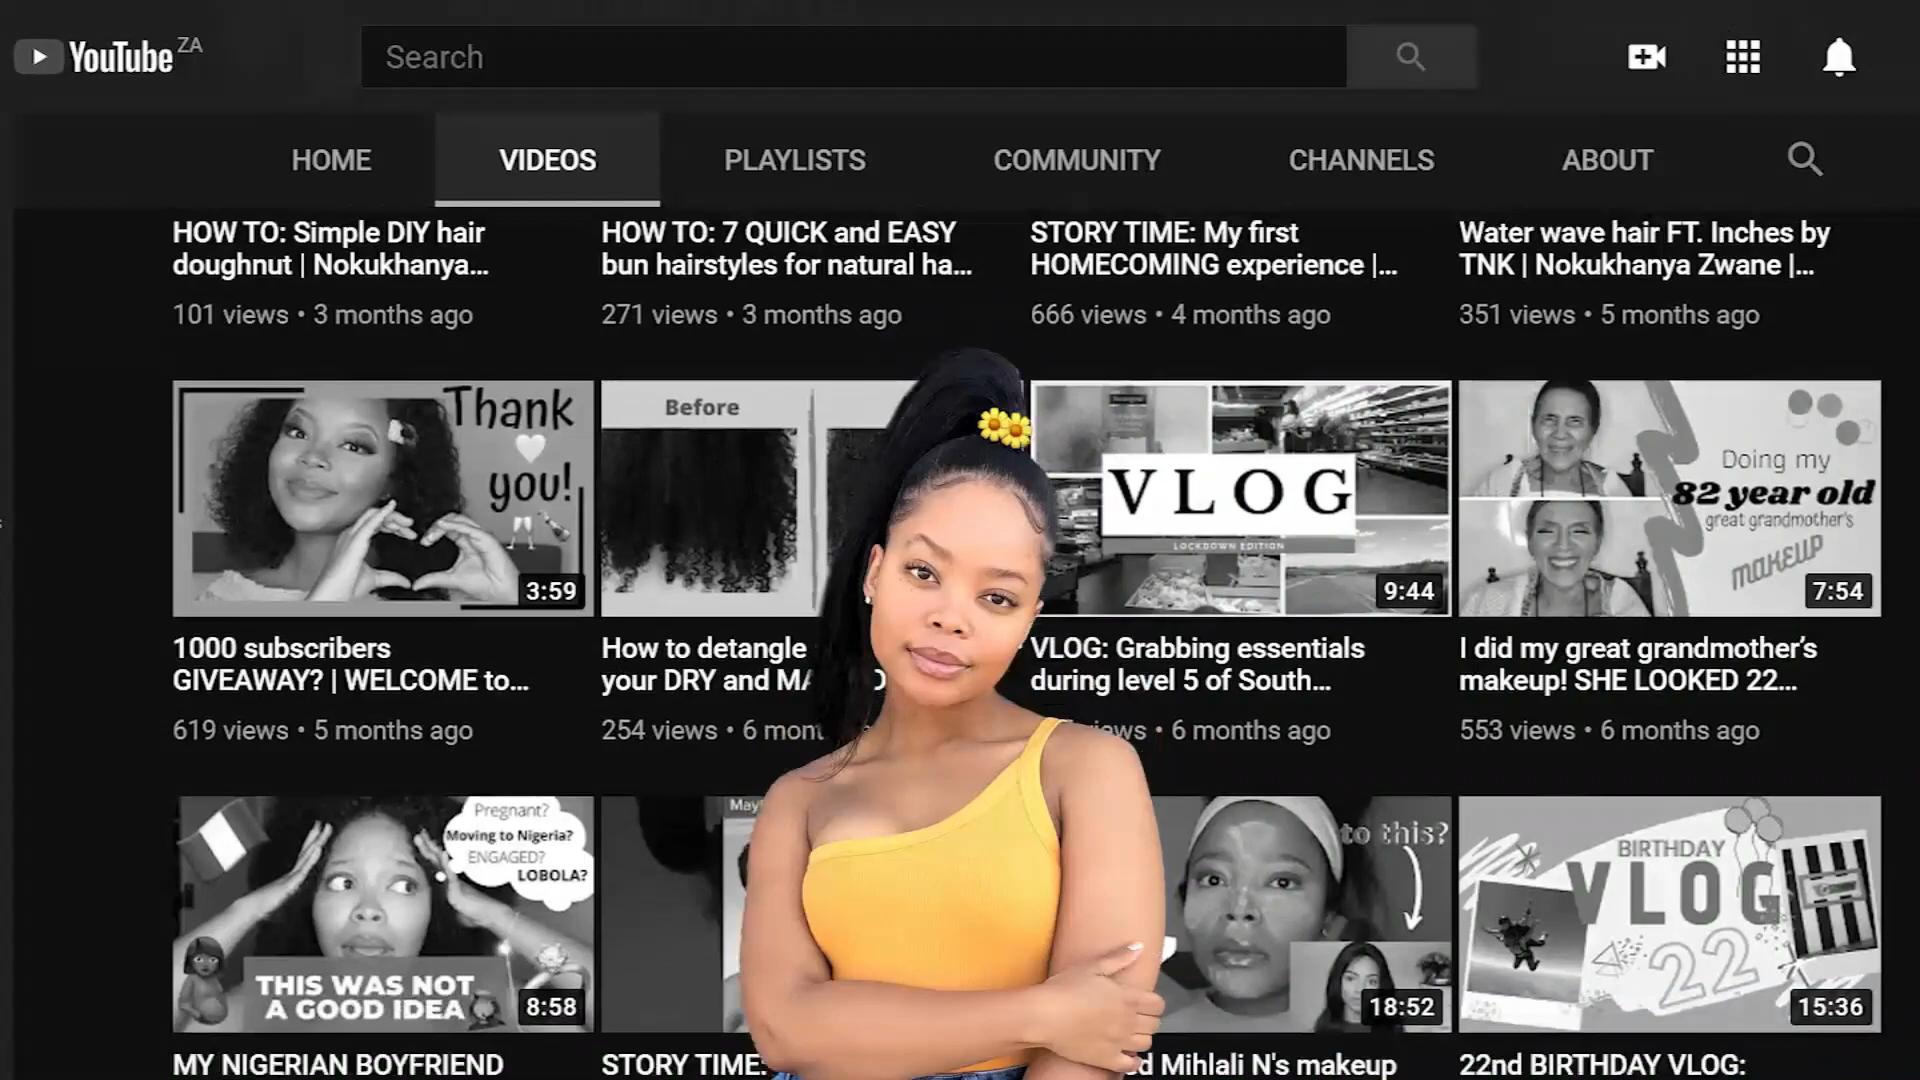 YouTube ZA
Search
HOME
VIDEOS
PLAYLISTS
COMMUNITY
CHANNELS
ABOUT
HOW TO: Simple DIY hair
doughnut | Nokukhanya...
101 views • 3 months ago
HOW TO: 7 QUICK and EASY
bun hairstyles for natural ha...
271 views • 3 months ago
STORY TIME: My first
HOMECOMING experience |...
666 views • 4 months ago
Water wave hair FT. Inches by
TNK | Nokukhanya Zwane |...
351 views • 5 months ago
Thank
you!
3:59
1000 subscribers
GIVEAWAY? | WELCOME to...
619 views • 5 months ago
Before
How to detangle
your DRY and
254 views • 6
VLOG
LOCKDOWN EDITION
9:44
VLOG: Grabbing essentials
during level 5 of South...
views • 6 months ago
Doing my
82 year old
great grandmother's
MAKEUP
7:54
I did my great grandmother’s
makeup! SHE LOOKED 22...
553 views • 6 months ago
Pregnant?
Moving to Nigeria?
ENGAGED?
LOBOLA?
THIS WAS NOT
A GOOD IDEA
8:58
MY NIGERIAN BOYFRIEND
STORY TIME:
to this?
18:52
Mihlali N's makeup
BIRTHDAY
VLOG
22
15:36
22nd BIRTHDAY VLOG: